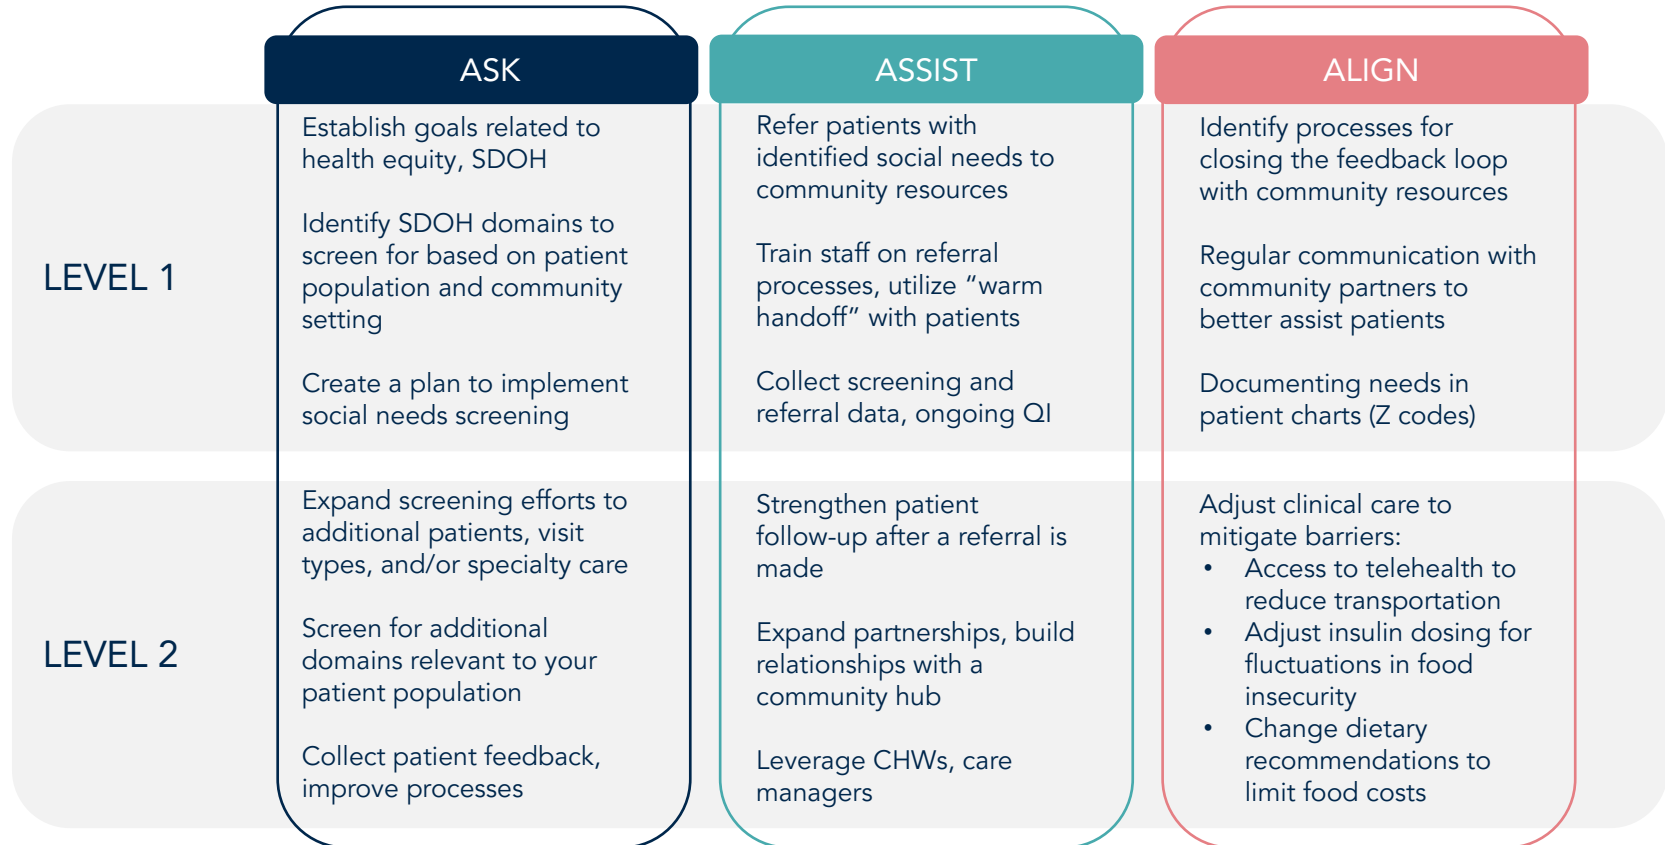 ASK
ASSIST
ALIGN
LEVEL 1
Establish goals related to
health equity, SDOH
Identify SDOH domains to
screen for based on patient
population and community
setting
Create a plan to implement
social needs screening
Refer patients with
identified social needs to
community resources
Train staff on referral
processes, utilize “warm
handoff” with patients
Collect screening and
referral data, ongoing QI
Identify processes for
closing the feedback loop
with community resources
Regular communication with
community partners to
better assist patients
Documenting needs in
patient charts (Z codes)
LEVEL 2
Expand screening efforts to
additional patients, visit
types, and/or specialty care
Screen for additional
domains relevant to your
patient population
Collect patient feedback,
improve processes
Strengthen patient
follow-up after a referral is
made
Expand partnerships, build
relationships with a
community hub
Leverage CHWs, care
managers
Adjust clinical care to
mitigate barriers:
• Access to telehealth to
reduce transportation
• Adjust insulin dosing for
fluctuations in food
insecurity
• Change dietary
recommendations to
limit food costs